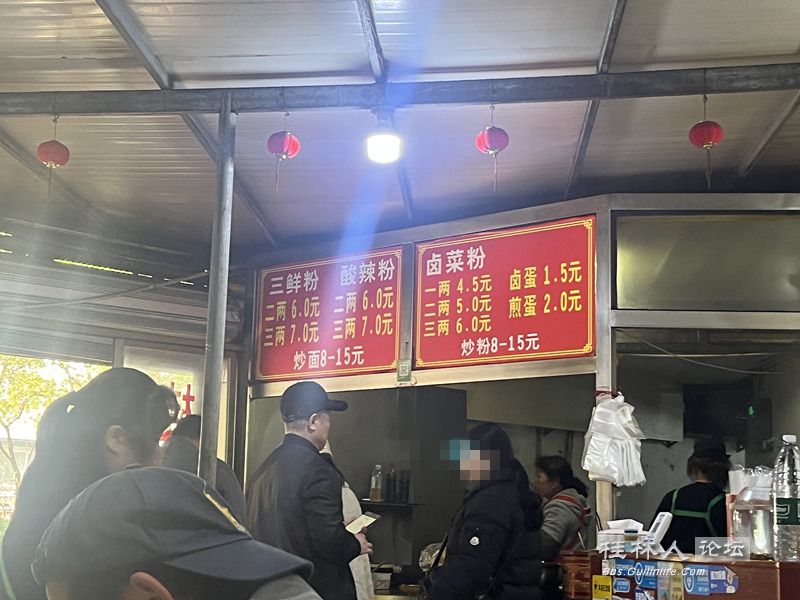 三鲜粉 酸辣粉
二两 6.0元 二两 6.0元
三两 7.0元 三两 7.0元
炒面8-15元
卤菜粉
一两 4.5元 卤蛋 1.5元
二两 5.0元 煎蛋 2.0元
三两 6.0元
炒粉8-15元
桂林人论坛
Bbs.Guilinlife.Com